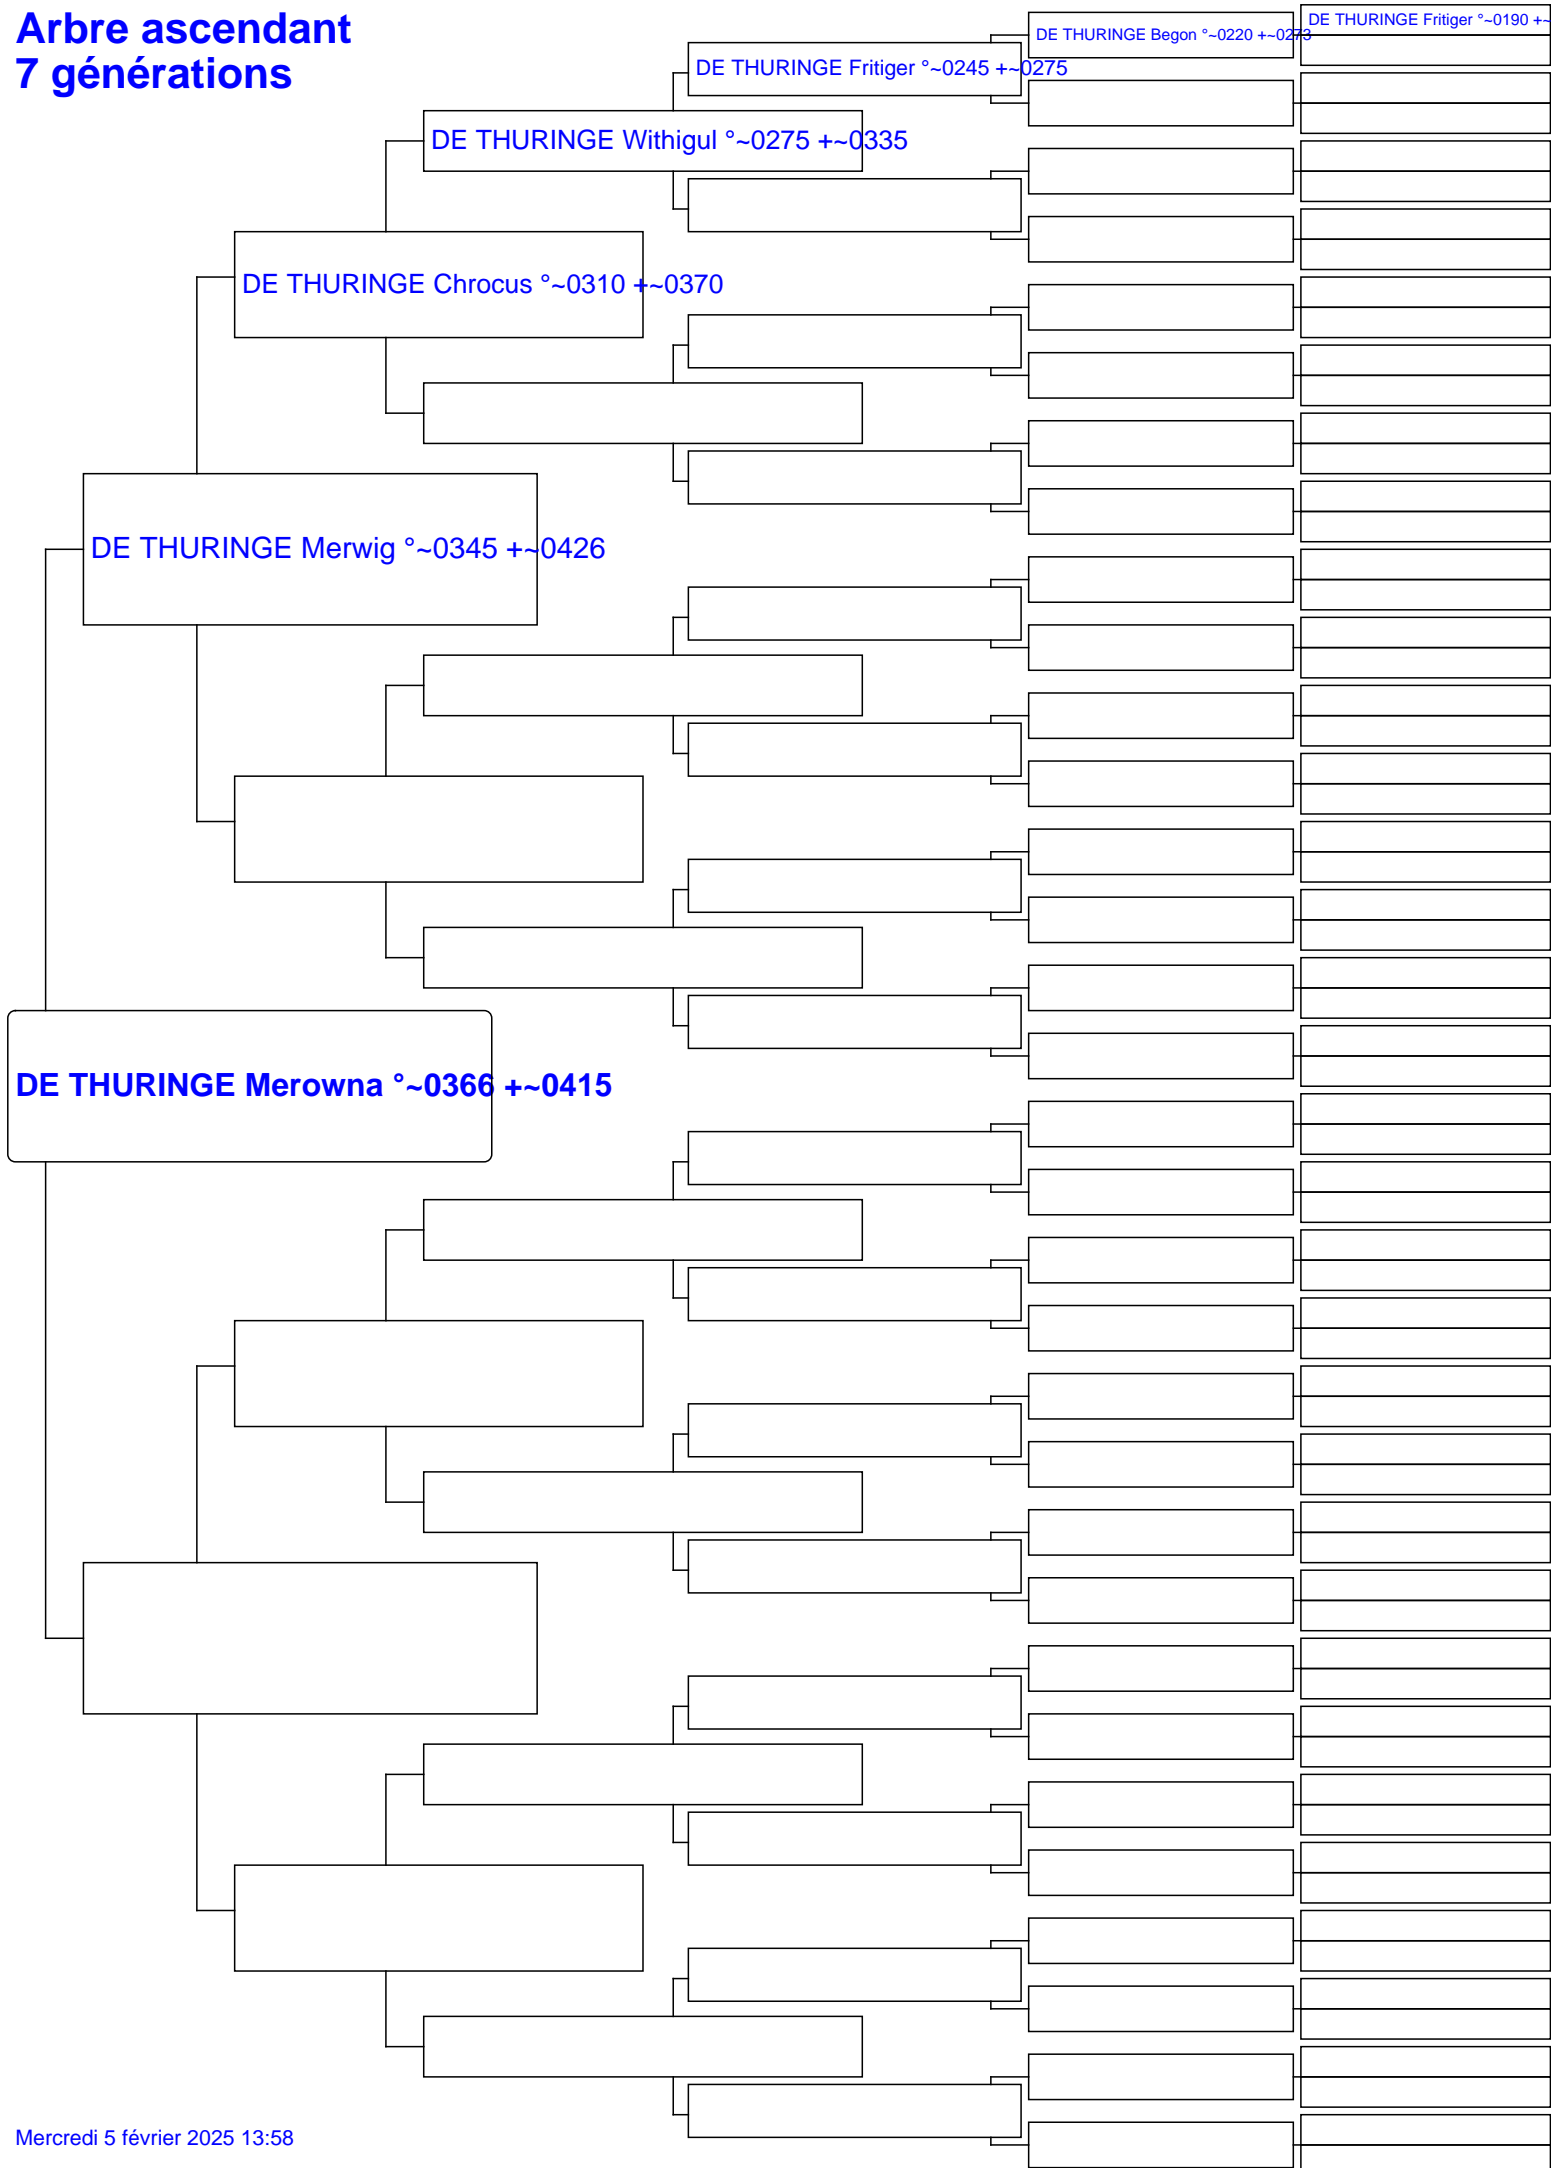 Arbre ascendant
7 générations
DE THURINGE Fritiger °~0190 +~
DE THURINGE Begon °~0220 +~0273
DE THURINGE Fritiger °~0245 +~0275
DE THURINGE Withigul °~0275 +~0335
DE THURINGE Chrocus °~0310 +~0370
DE THURINGE Merwig °~0345 +~0426
DE THURINGE Merowna °~0366 +~0415
Mercredi 5 février 2025 13:58